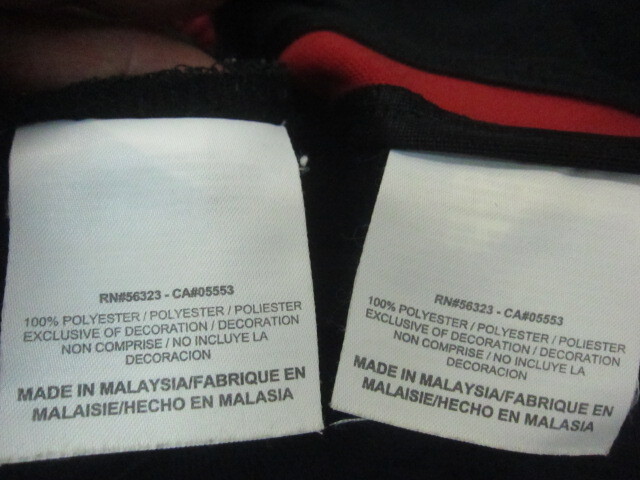 RN#56323 - CA#05553
100% POLYESTER / POLYESTER / POLIESTER
EXCLUSIVE OF DECORATION / DECORATION
NON COMPRISE / NO INCLUYE LA
DECORACION
MADE IN MALAYSIA/FABRIQUE EN
MALAISIE/HECHO EN MALASIA
RN#56323 - CA#05553
100% POLYESTER / POLYESTER / POLIESTER
EXCLUSIVE OF DECORATION / DECORATION
NON COMPRISE / NO INCLUYE LA
DECORACION
MADE IN MALAYSIA/FABRIQUE EN
MALAISIE/HECHO EN MALASIA